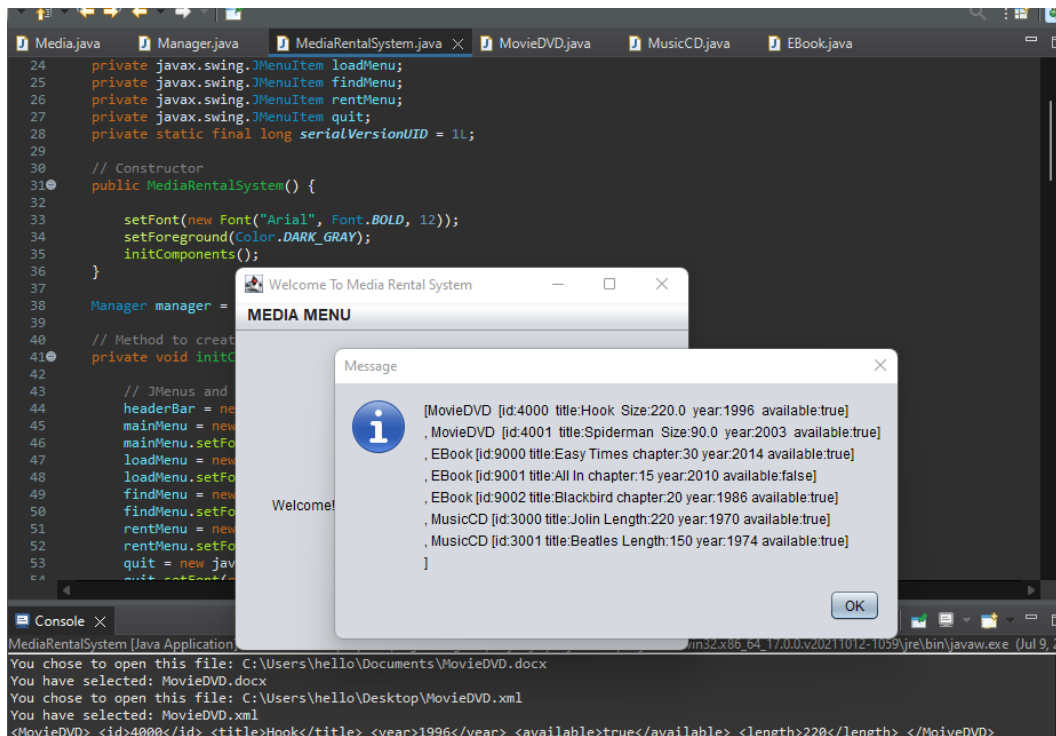 Media.java Manager.java MediaRentalSystem.java MovieDVD.java MusicCD.java EBook.java
24 private javax.swing.JMenuItem loadMenu;
25 private javax.swing.JMenuItem findMenu;
26 private javax.swing.JMenuItem rentMenu;
27 private javax.swing.JMenuItem quit;
28 private static final long serialVersionUID = 1L;
29
30 // Constructor
31 public MediaRentalSystem() {
32
33 setFont(new Font("Arial", Font.BOLD, 12));
34 setForeground(Color.DARK_GRAY);
35 initComponents();
36 }
37
38 Manager manager =
39
40 // Method to creat
41 private void initC
42
43 // JMenus and
44 headerBar = ne
45 mainMenu = new
46 mainMenu.setFo
47 loadMenu = new
48 loadMenu.setFo
49 findMenu = new
50 findMenu.setFo
51 rentMenu = new
52 rentMenu.setFo
53 quit = new jav
54
Welcome To Media Rental System
MEDIA MENU
Welcome!
Message
[MovieDVD [id:4000 title:Hook Size:220.0 year:1996 available:true]
, MovieDVD [id:4001 title:Spiderman Size:90.0 year:2003 available:true]
, EBook [id:9000 title:Easy Times chapter:30 year:2014 available:true]
, EBook [id:9001 title:All In chapter:15 year:2010 available:false]
, EBook [id:9002 title:Blackbird chapter:20 year:1986 available:true]
, MusicCD [id:3000 title:Jolin Length:220 year:1970 available:true]
, MusicCD [id:3001 title:Beatles Length:150 year:1974 available:true]
]
OK
Console
MediaRentalSystem [Java Application] win32.x86_64_17.0.0.v20211012-1059\jre\bin\javaw.exe (Jul 9,
You chose to open this file: C:\Users\hello\Documents\MovieDVD.docx
You have selected: MovieDVD.docx
You chose to open this file: C:\Users\hello\Desktop\MovieDVD.xml
You have selected: MovieDVD.xml
<MovieDVD> <id>4000</id> <title>Hook</title> <year>1996</year> <available>true</available> <length>220</length> </MoiveDVD>